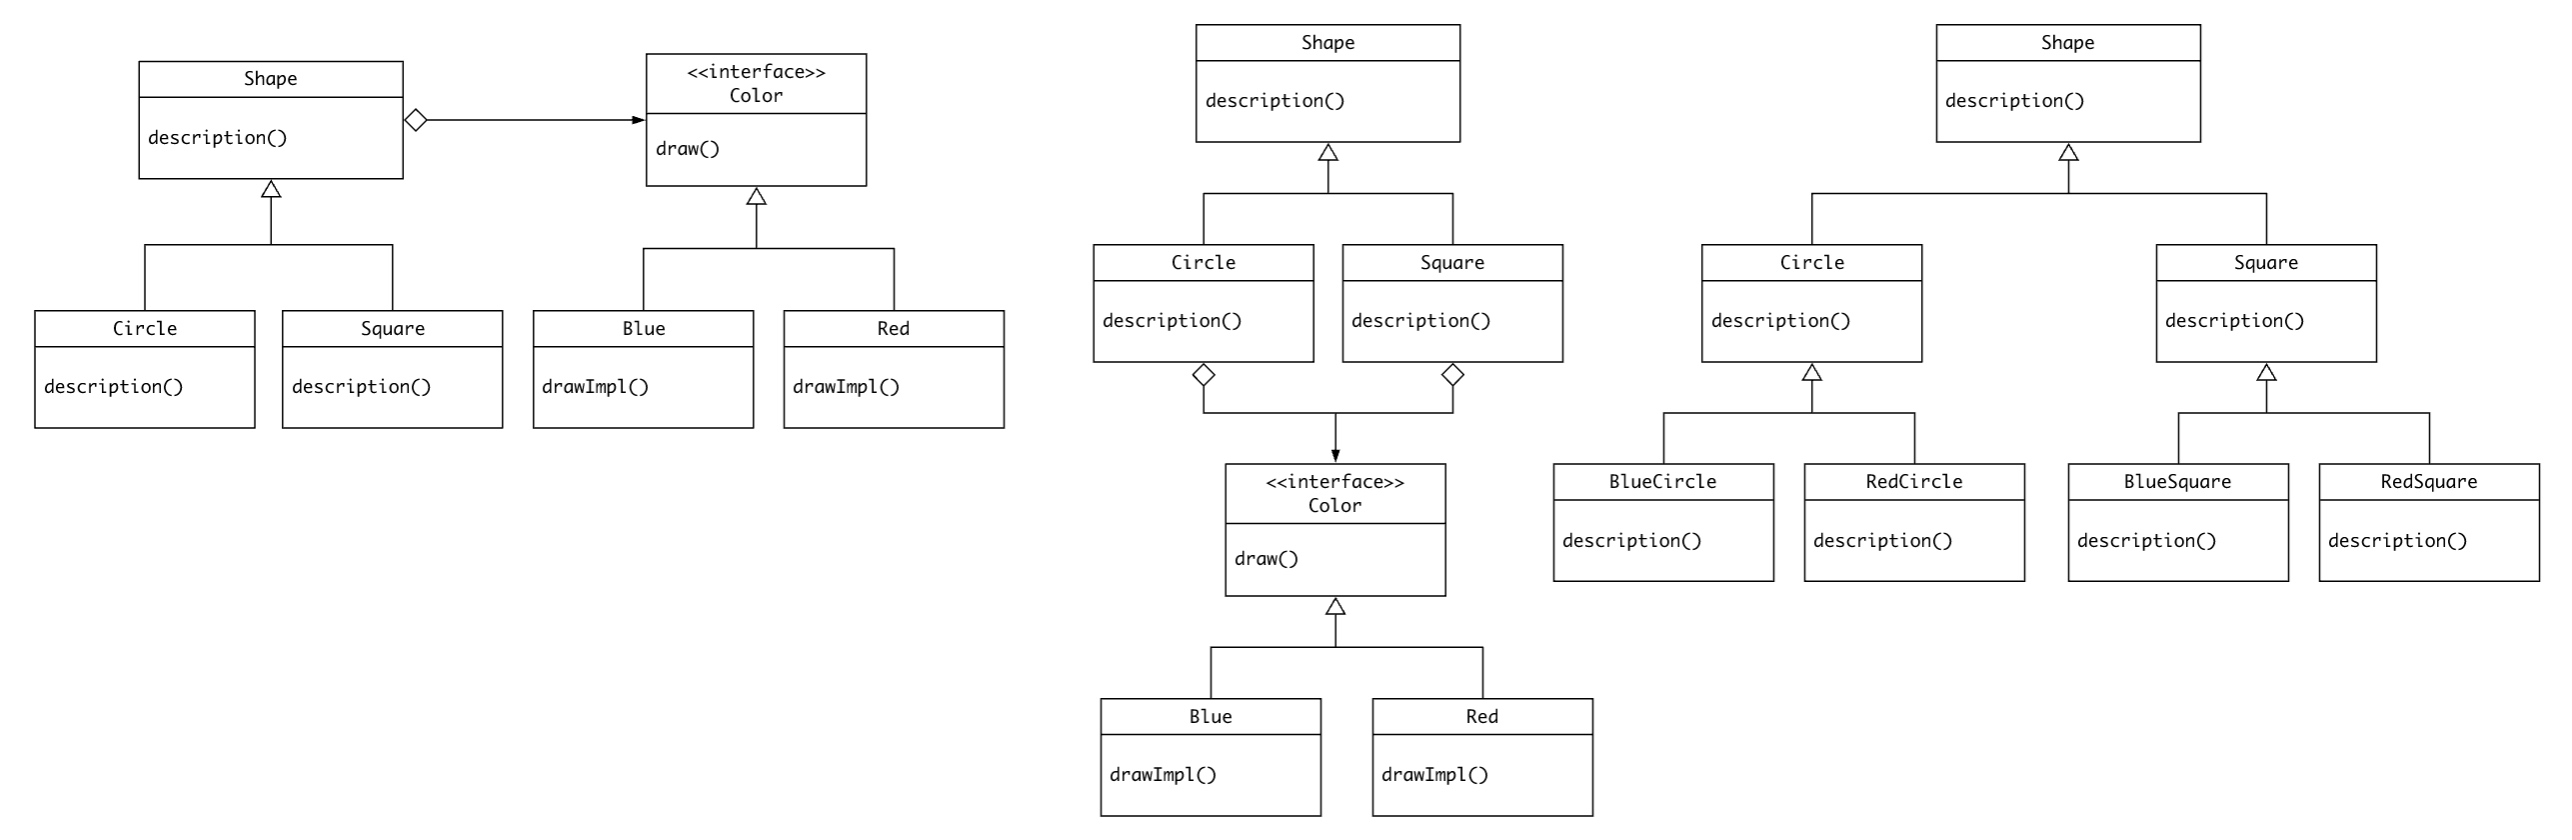 Shape
description()
<<interface>>
Color
draw()
Circle
description()
Square
description()
Blue
drawImpl()
Red
drawImpl()
Shape
description()
Circle
description()
Square
description()
<<interface>>
Color
draw()
Blue
drawImpl()
Red
drawImpl()
Shape
description()
Circle
description()
Square
description()
BlueCircle
description()
RedCircle
description()
BlueSquare
description()
RedSquare
description()